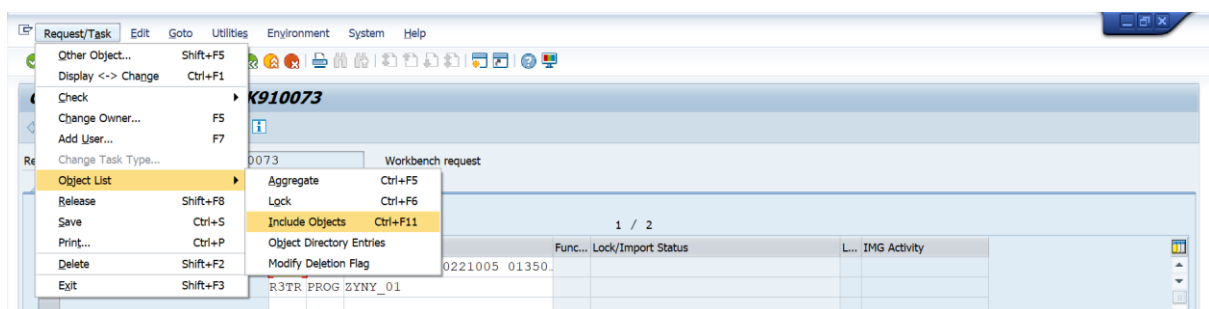 Request/Task Edit Goto Utilities Environment System Help
Other Object... Shift+F5
Display <-> Change Ctrl+F1
Check
K910073
Change Owner... F5
Add User... F7
Change Task Type...
0073 Workbench request
Object List
Aggregate Ctrl+F5
Release Shift+F8
Lock Ctrl+F6
Save Ctrl+S
Include Objects Ctrl+F11
1 / 2
Print... Ctrl+P
Object Directory Entries
Func... Lock/Import Status L... IMG Activity
Delete Shift+F2
Modify Deletion Flag
0221005 01350
Exit Shift+F3
R3TR PROG ZYNY_01